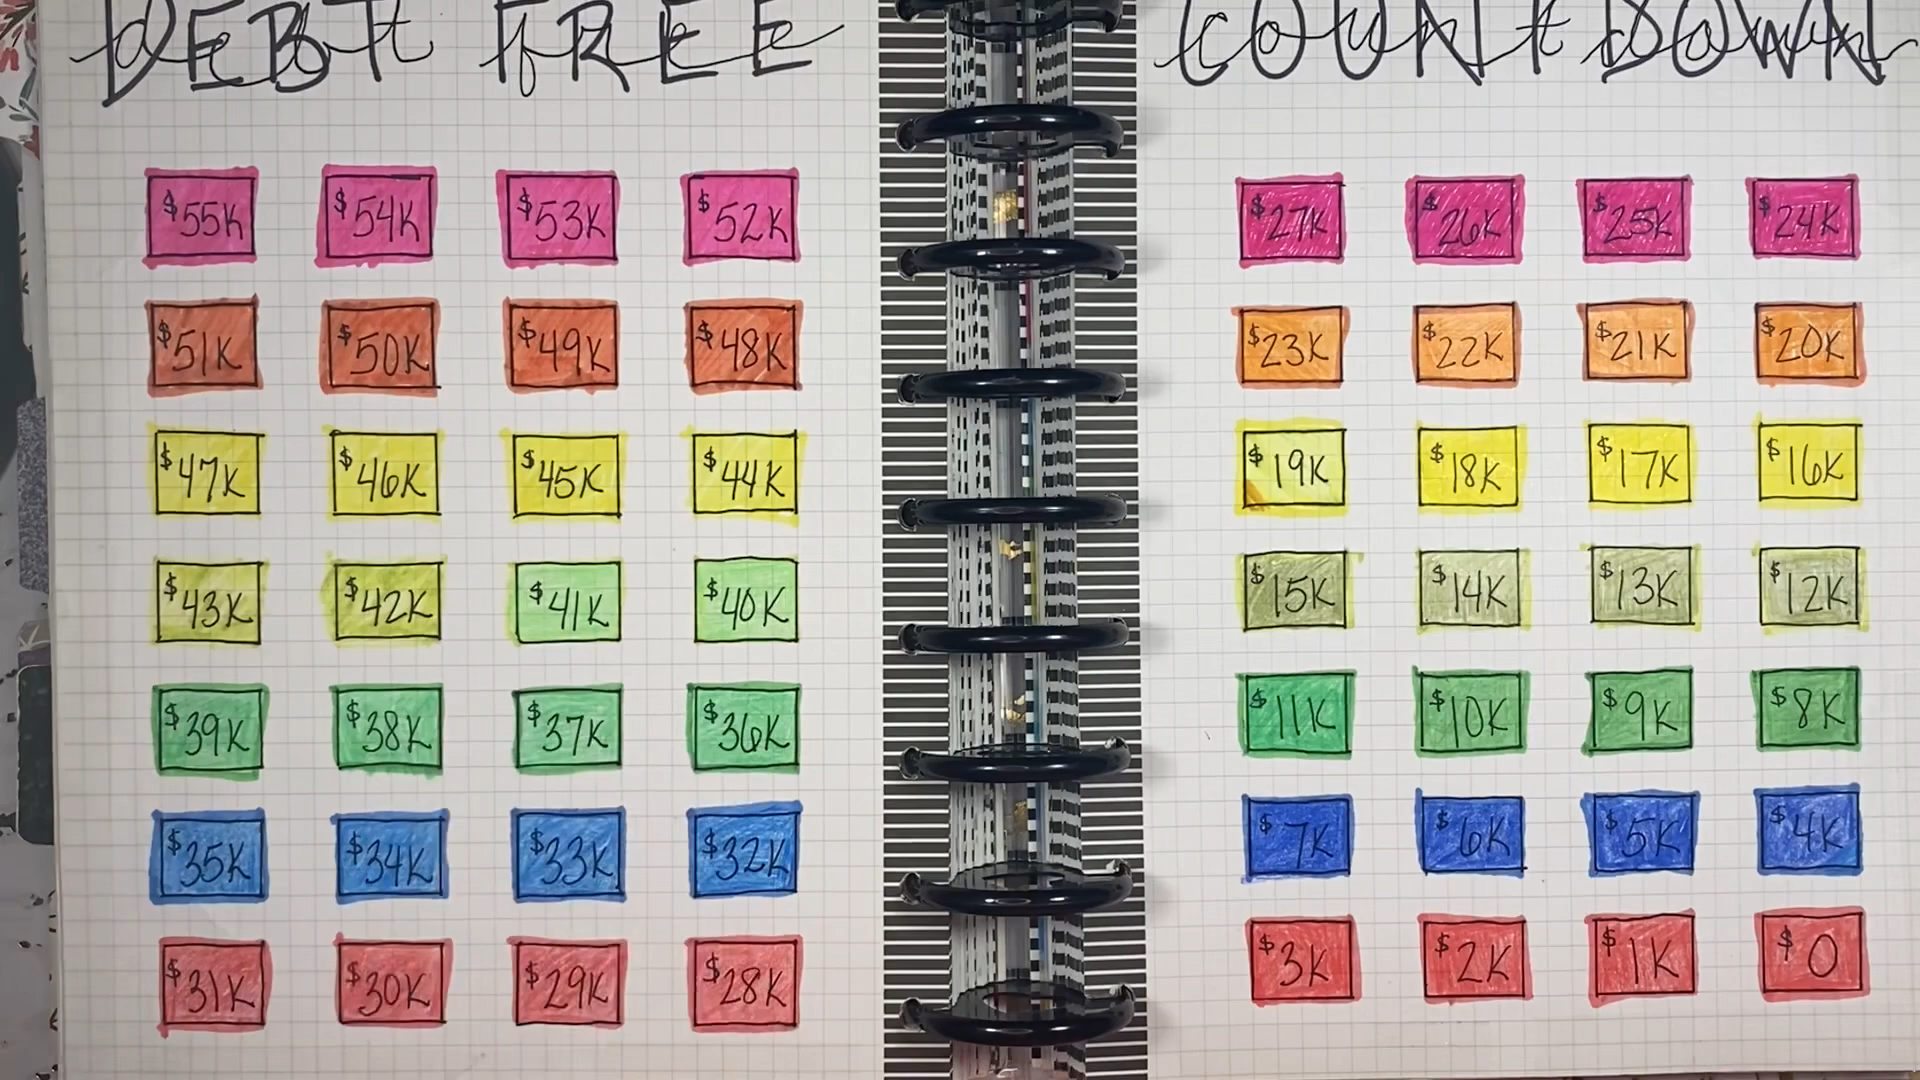 DEBT FREE
debt free
COUNTDOWN
countdown
$55K $54K $53K $52K
$51K $50K $49K $48K
$47K $46K $45K $44K
$43K $42K $41K $40K
$39K $38K $37K $36K
$35K $34K $33K $32K
$31K $30K $29K $28K
$27K $26K $25K $24K
$23K $22K $21K $20K
$19K $18K $17K $16K
$15K $14K $13K $12K
$11K $10K $9K $8K
$7K $6K $5K $4K
$3K $2K $1K $0